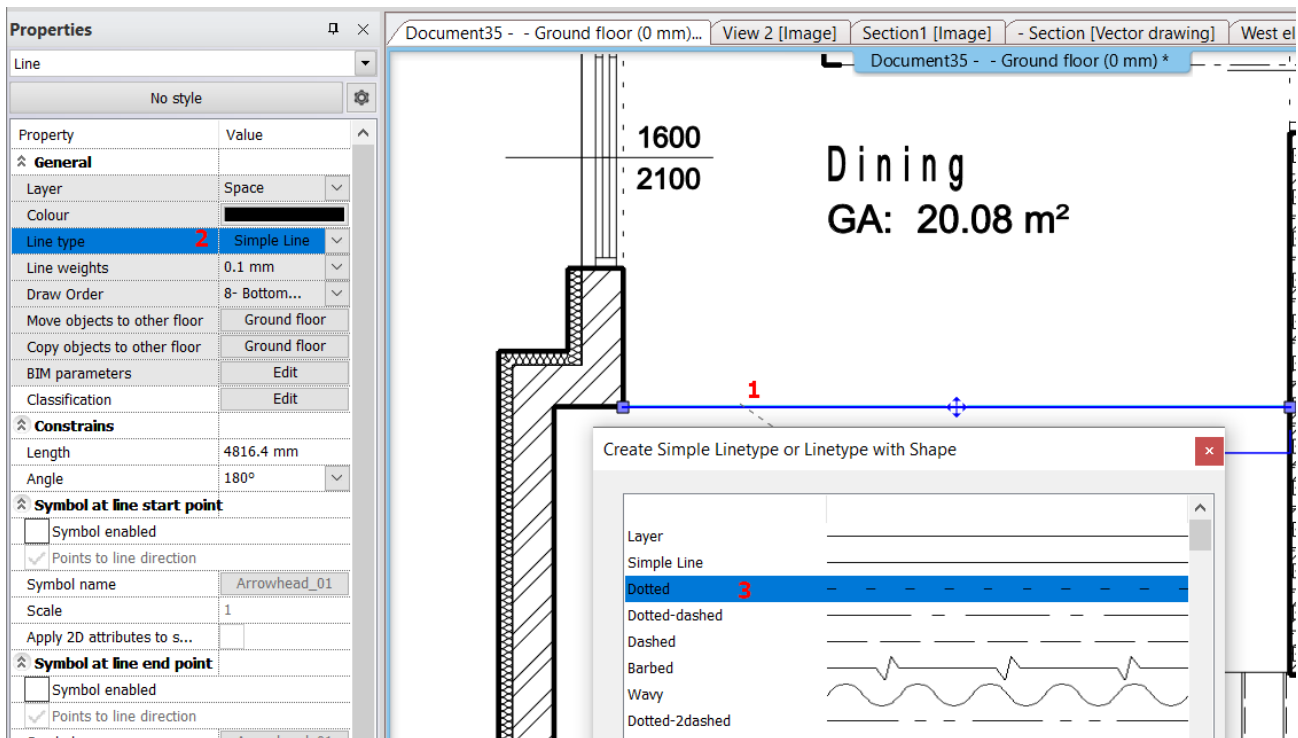 Properties
Line
No style
Property Value
General
Layer Space
Colour
Line type 2 Simple Line
Line weights 0.1 mm
Draw Order 8- Bottom...
Move objects to other floor Ground floor
Copy objects to other floor Ground floor
BIM parameters Edit
Classification Edit
Constrains
Length 4816.4 mm
Angle 180°
Symbol at line start point
Symbol enabled
Points to line direction
Symbol name Arrowhead_01
Scale 1
Apply 2D attributes to s...
Symbol at line end point
Symbol enabled
Points to line direction
Document35 - - Ground floor (0 mm)... View 2 [Image] Section1 [Image] - Section [Vector drawing] West el
Document35 - - Ground floor (0 mm) *
1600
2100
Dining
GA: 20.08 m²
1
Create Simple Linetype or Linetype with Shape
Layer
Simple Line
Dotted 3
Dotted-dashed
Dashed
Barbed
Wavy
Dotted-2dashed